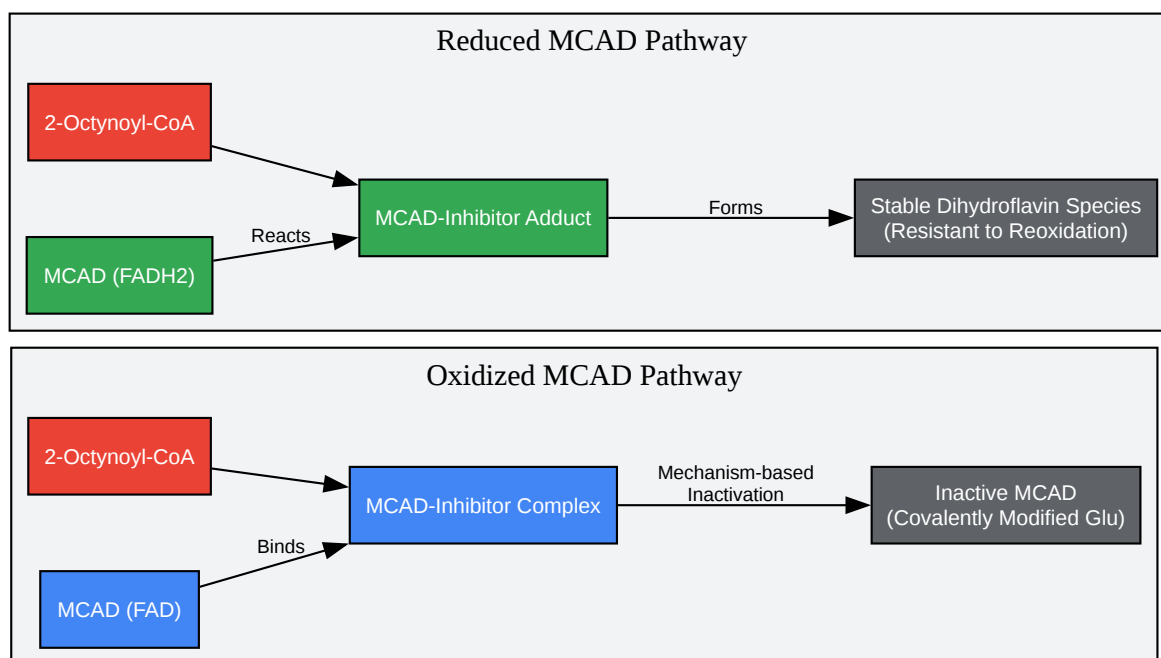 Reduced MCAD Pathway
2-Octynoyl-CoA
MCAD (FADH2)
Reacts
MCAD-Inhibitor Adduct
Forms
Stable Dihydroflavin Species
(Resistant to Reoxidation)
Oxidized MCAD Pathway
2-Octynoyl-CoA
MCAD (FAD)
Binds
MCAD-Inhibitor Complex
Mechanism-based
Inactivation
Inactive MCAD
(Covalently Modified Glu)